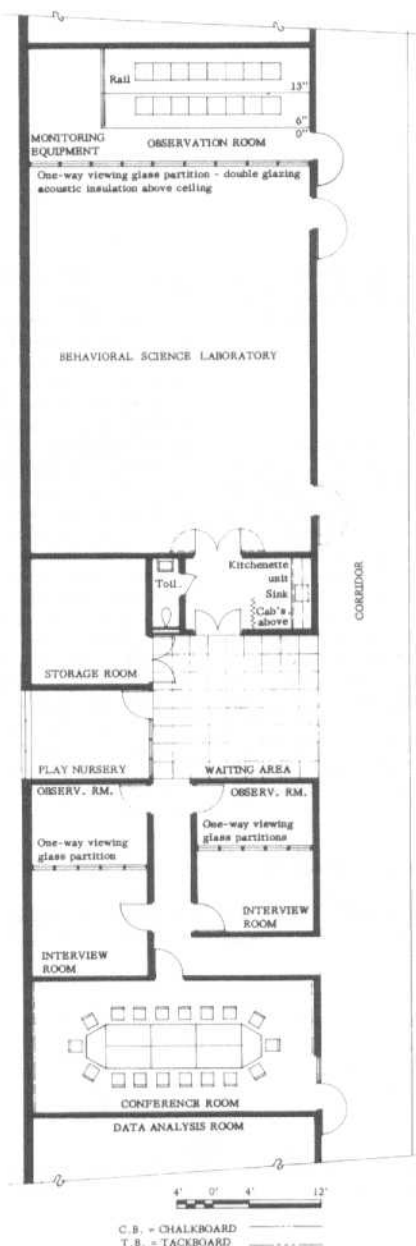 Rail
13"
6"
0"
MONITORING
EQUIPMENT
OBSERVATION ROOM
One-way viewing glass partition - double glazing
acoustic insulation above ceiling
BEHAVIORAL SCIENCE LABORATORY
Kitchenette
unit
Toil.
Sink
Cab's
above
CORRIDOR
STORAGE ROOM
PLAY NURSERY
WAITING AREA
OBSERV. RM.
OBSERV. RM.
One-way viewing
glass partitions
One-way viewing
glass partition
INTERVIEW
ROOM
INTERVIEW
ROOM
CONFERENCE ROOM
DATA ANALYSIS ROOM
4' 0' 4' 12'
C.B. = CHALKBOARD
T.B. = TACKBOARD